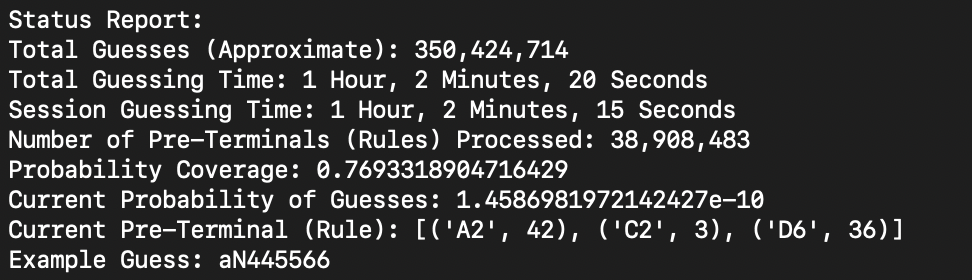 Status Report:
Total Guesses (Approximate): 350,424,714
Total Guessing Time: 1 Hour, 2 Minutes, 20 Seconds
Session Guessing Time: 1 Hour, 2 Minutes, 15 Seconds
Number of Pre-Terminals (Rules) Processed: 38,908,483
Probability Coverage: 0.7693318904716429
Current Probability of Guesses: 1.4586981972142427e-10
Current Pre-Terminal (Rule): [('A2', 42), ('C2', 3), ('D6', 36)]
Example Guess: aN445566